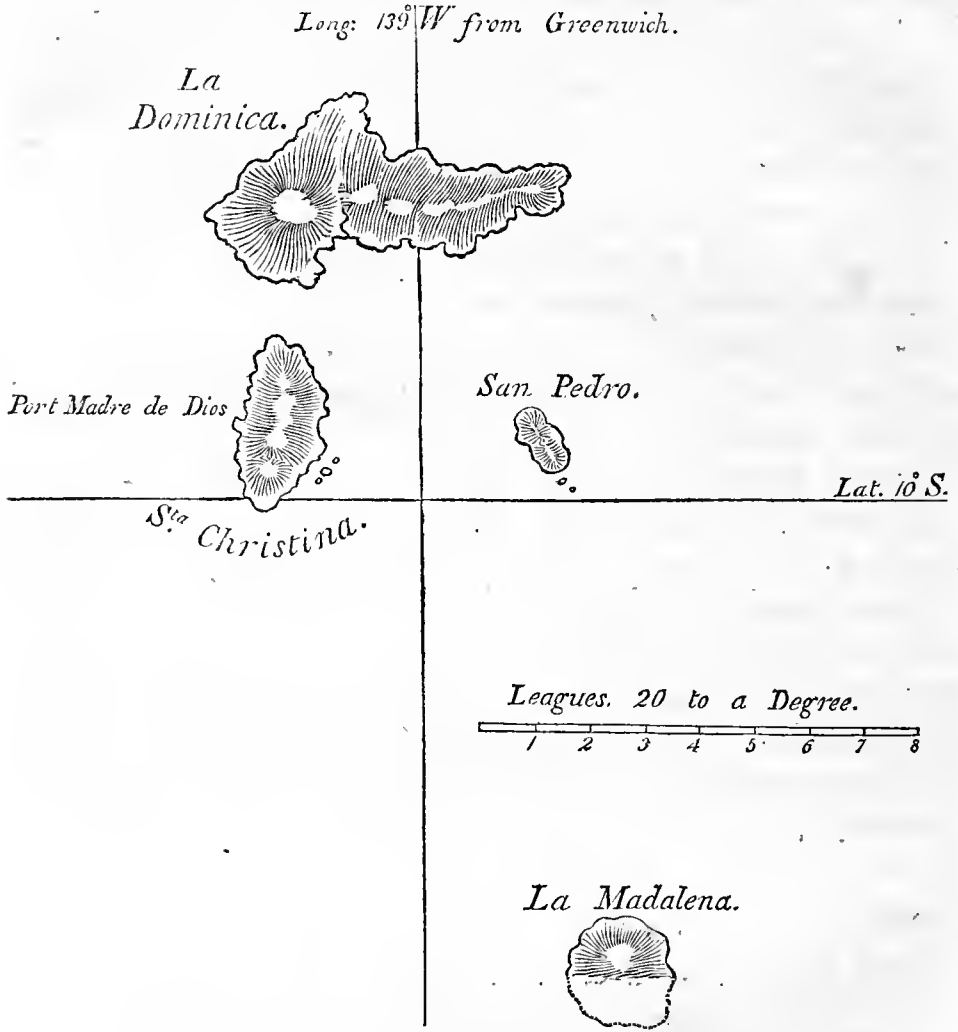 Long: 139° W from Greenwich.
La
Dominica.
Port Madre de Dios
San Pedro.
Lat. 10° S.
Sta. Christina.
Leagues. 20 to a Degree.
1 2 3 4 5 6 7 8
La Madalena.